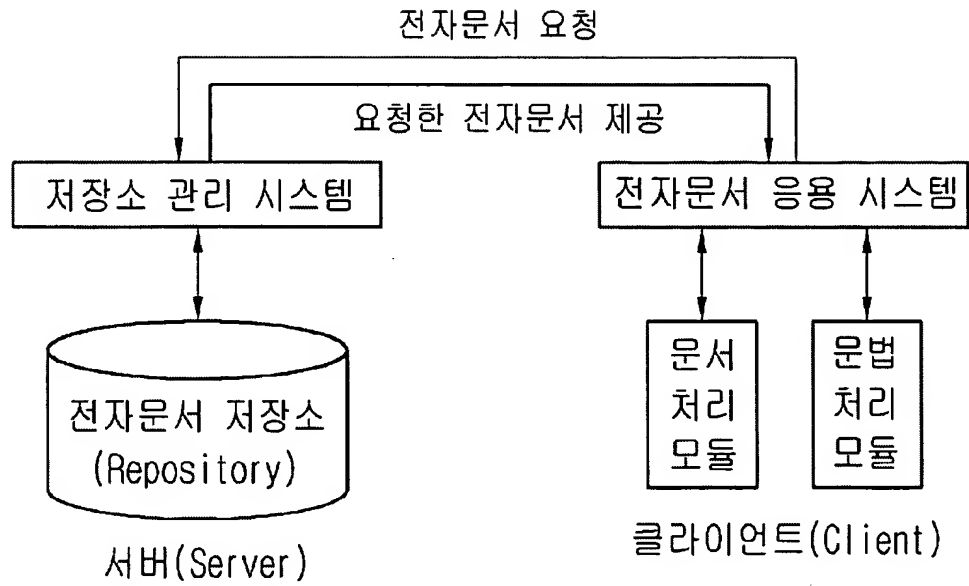 전자문서 요청
요청한 전자문서 제공
저장소 관리 시스템
전자문서 응용 시스템
전자문서 저장소
(Repository)
서버(Server)
문서
처리
모듈
문법
처리
모듈
클라이언트(Client)